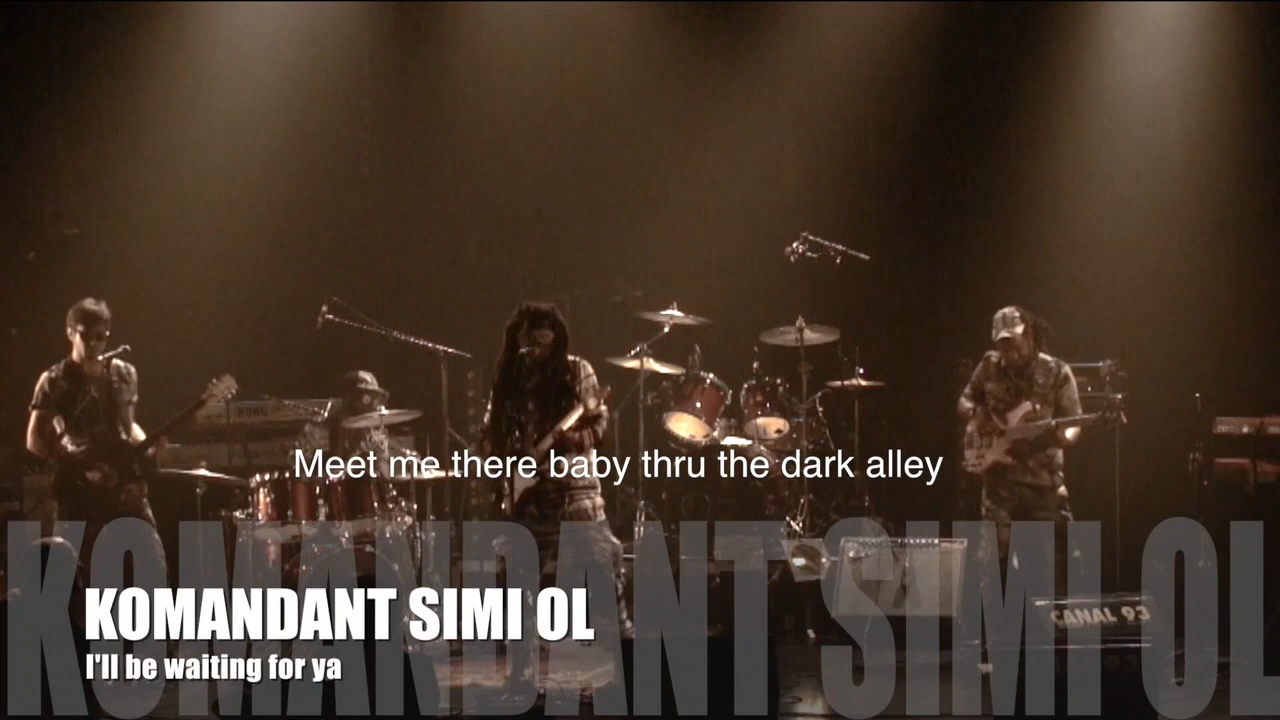 KORG
Meet me there baby thru the dark alley
KOMANDANT SIMI OL
CANAL 93
KOMANDANT SIMI OL
I'll be waiting for ya